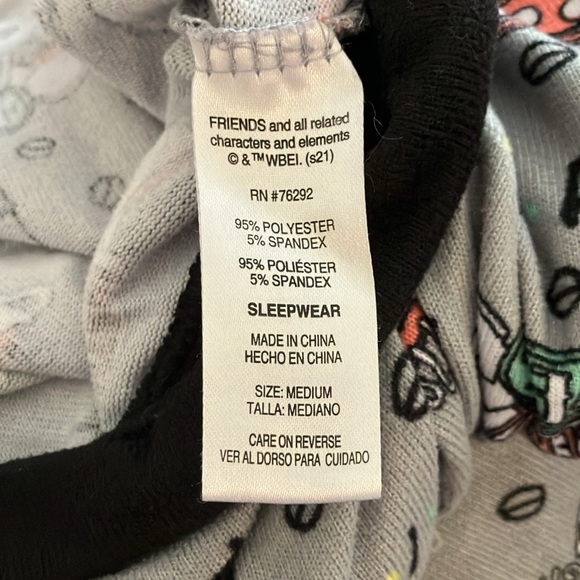 FRIENDS and all related
characters and elements
© & ™ WBEI. (s21)
RN #76292
95% POLYESTER
5% SPANDEX
95% POLIÉSTER
5% SPANDEX
SLEEPWEAR
MADE IN CHINA
HECHO EN CHINA
SIZE: MEDIUM
TALLA: MEDIANO
CARE ON REVERSE
VER AL DORSO PARA CUIDADO